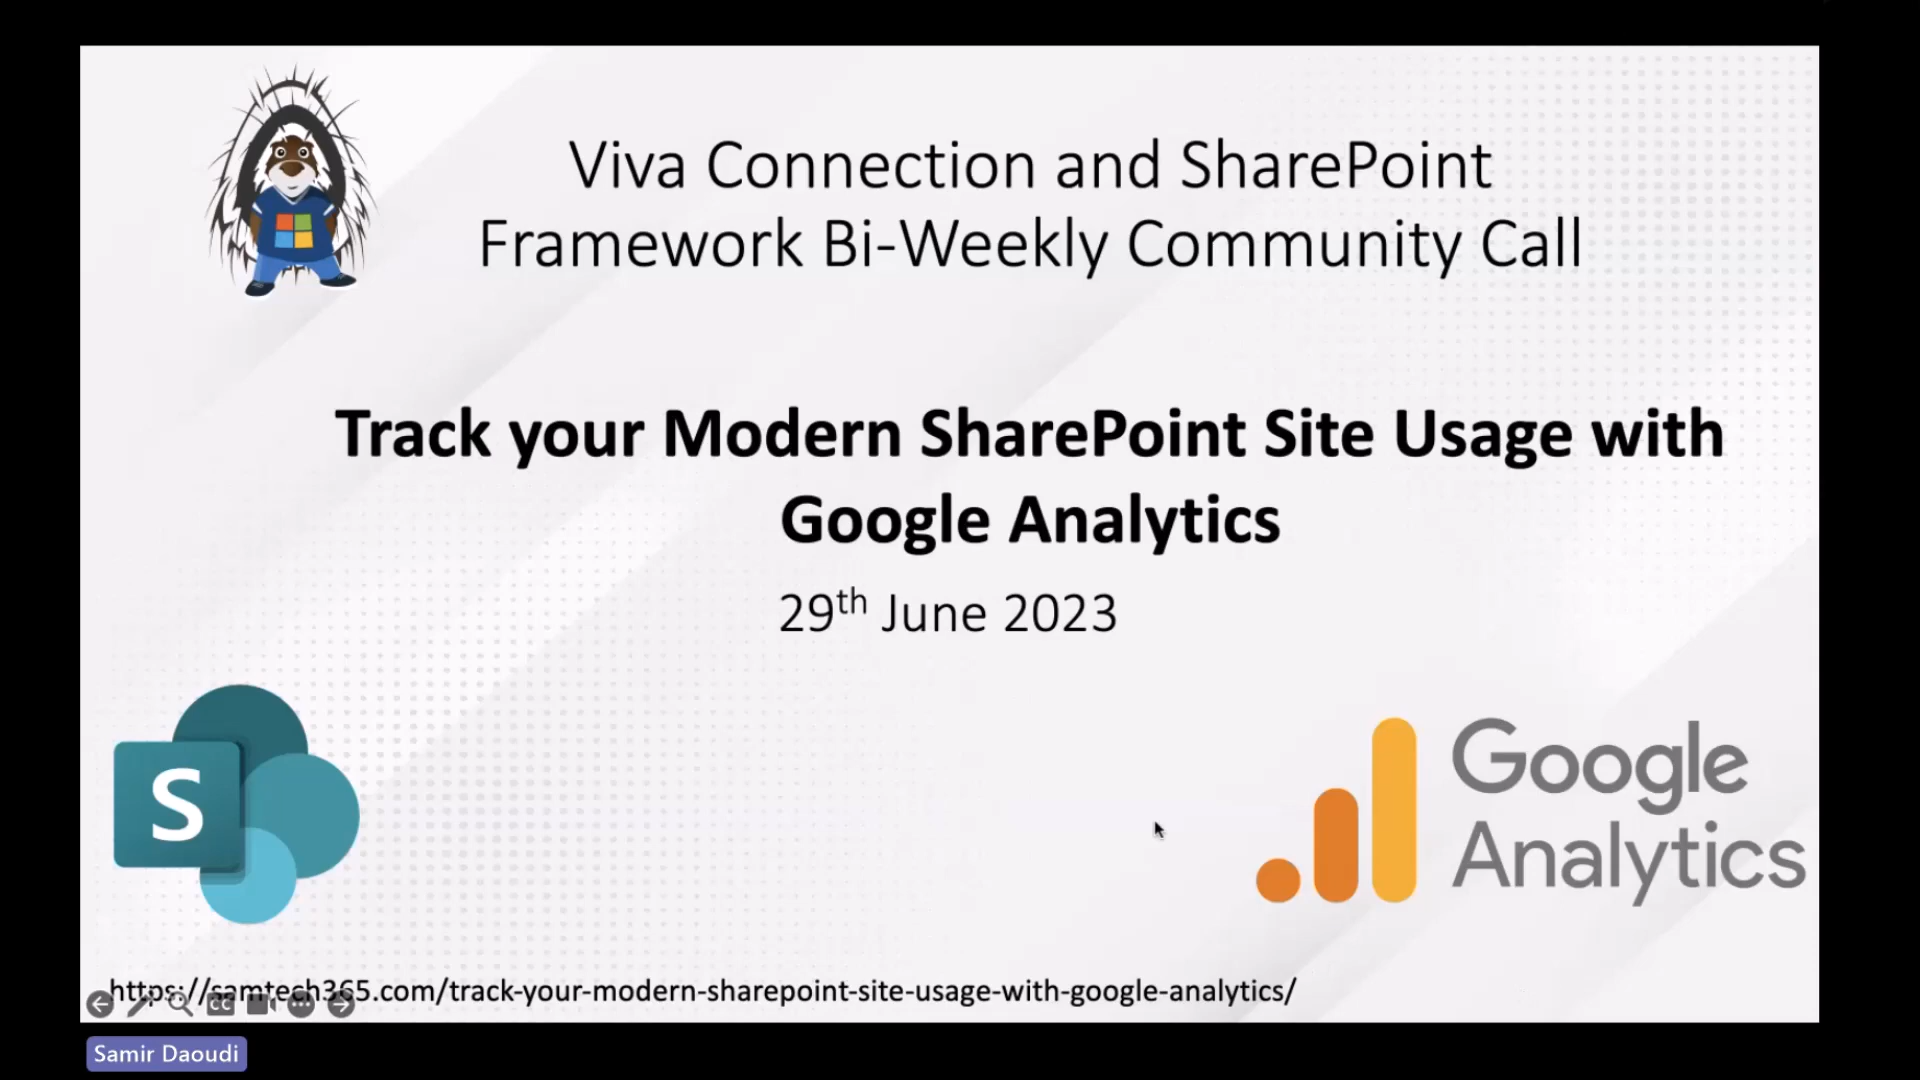 Viva Connection and SharePoint
Framework Bi-Weekly Community Call
Track your Modern SharePoint Site Usage with
Google Analytics
29th June 2023
S
Google
Analytics
https://samtech365.com/track-your-modern-sharepoint-site-usage-with-google-analytics/
CC
Samir Daoudi